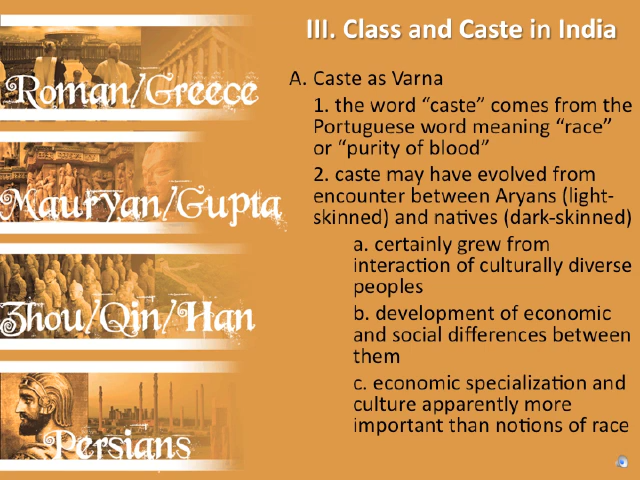 III. Class and Caste in India
Roman/Greece
Mauryan/Gupta
Zhou/Qin/Han
Persians
A. Caste as Varna
1. the word “caste” comes from the
Portuguese word meaning “race”
or “purity of blood”
2. caste may have evolved from
encounter between Aryans (light-
skinned) and natives (dark-skinned)
a. certainly grew from
interaction of culturally diverse
peoples
b. development of economic
and social differences between
them
c. economic specialization and
culture apparently more
important than notions of race